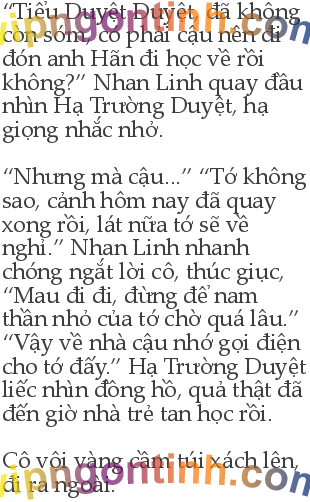 “Tiểu Duyệt Duyệt, đã không
còn sớm, có phải cậu nên đi
đón anh Hãn đi học về rồi
không?” Nhan Linh quay đầu
nhìn Hạ Trường Duyệt, hạ
giọng nhắc nhở.
“Nhưng mà cậu...” “Tớ không
sao, cảnh hôm nay đã quay
xong rồi, lát nữa tớ sẽ về
nghỉ.” Nhan Linh nhanh
chóng ngắt lời cô, thúc giục,
“Mau đi đi, đừng để nam
thần nhỏ của tớ chờ quá lâu.”
“Vậy về nhà cậu nhớ gọi điện
cho tớ đấy.” Hạ Trường Duyệt
liếc nhìn đồng hồ, quả thật đã
đến giờ nhà trẻ tan học rồi.
Cô vội vàng cầm túi xách lên,
đi ra ngoài.
vipngontinh.com
vipngontinh.com